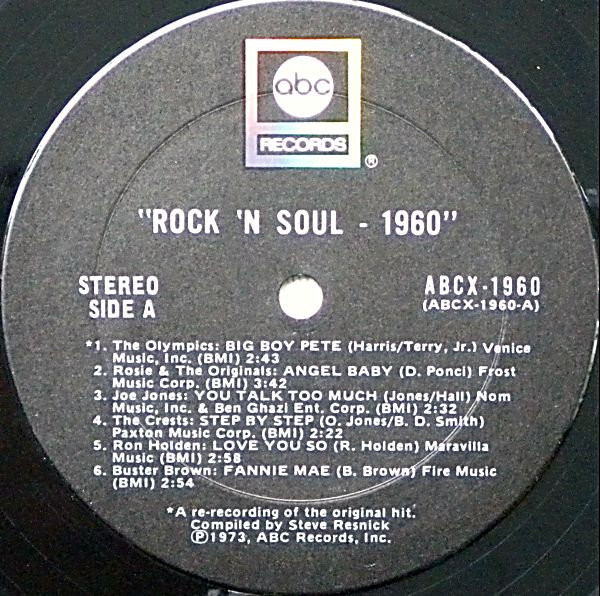 abc
RECORDS
®
"ROCK 'N SOUL - 1960"
STEREO
SIDE A
ABCX-1960
(ABCX-1960-A)
*1. The Olympics: BIG BOY PETE (Harris/Terry, Jr.) Venice
Music, Inc. (BMI) 2:43
2. Rosie & The Originals: ANGEL BABY (D. Ponci) Frost
Music Corp. (BMI) 3:42
3. Joe Jones: YOU TALK TOO MUCH (Jones/Hall) Nom
Music, Inc. & Ben Ghazi Ent. Corp. (BMI) 2:32
4. The Crests: STEP BY STEP (O. Jones/B. D. Smith)
Paxton Music Corp. (BMI) 2:22
5. Ron Holden: LOVE YOU SO (R. Holden) Maravilla
Music (BMI) 2:58
6. Buster Brown: FANNIE MAE (B. Brown) Fire Music
(BMI) 2:54
*A re-recording of the original hit.
Compiled by Steve Resnick
℗1973, ABC Records, Inc.